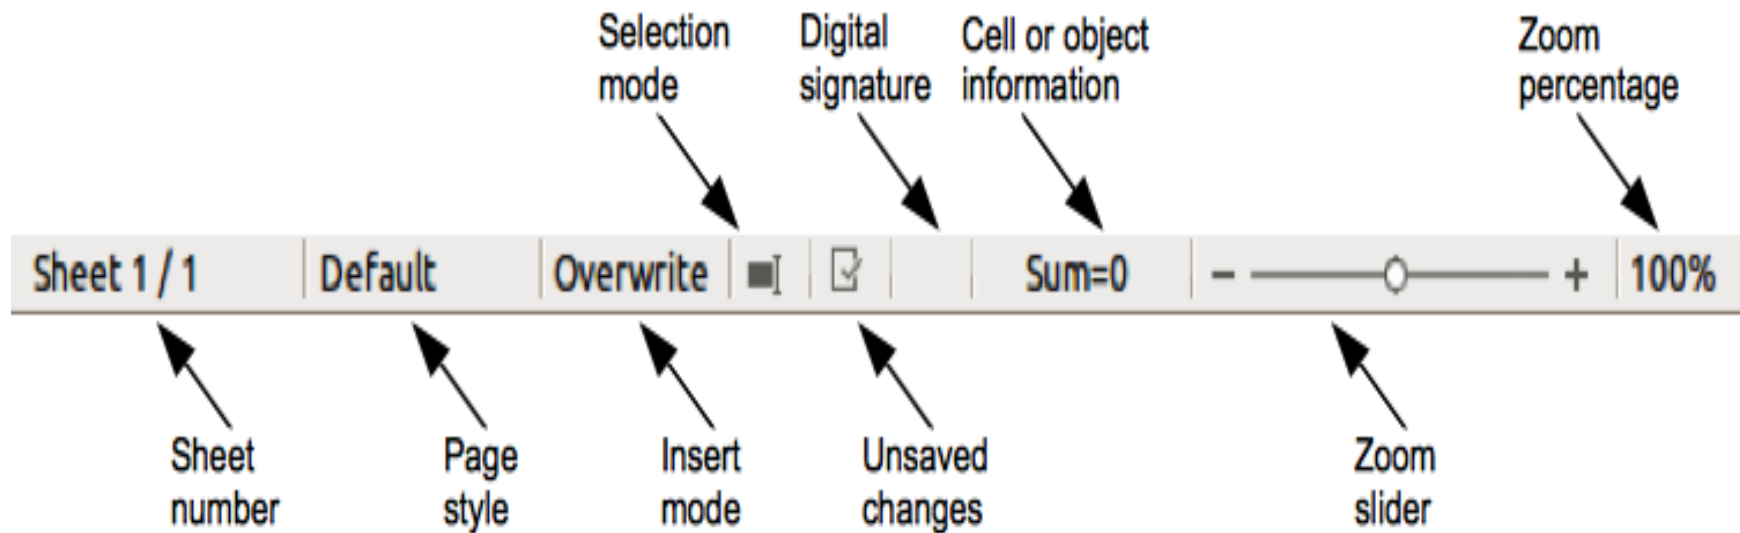 Selection
mode
Digital
signature
Cell or object
information
Zoom
percentage
Sheet 1 / 1
Default
Overwrite
Sum=0
100%
Sheet
number
Page
style
Insert
mode
Unsaved
changes
Zoom
slider